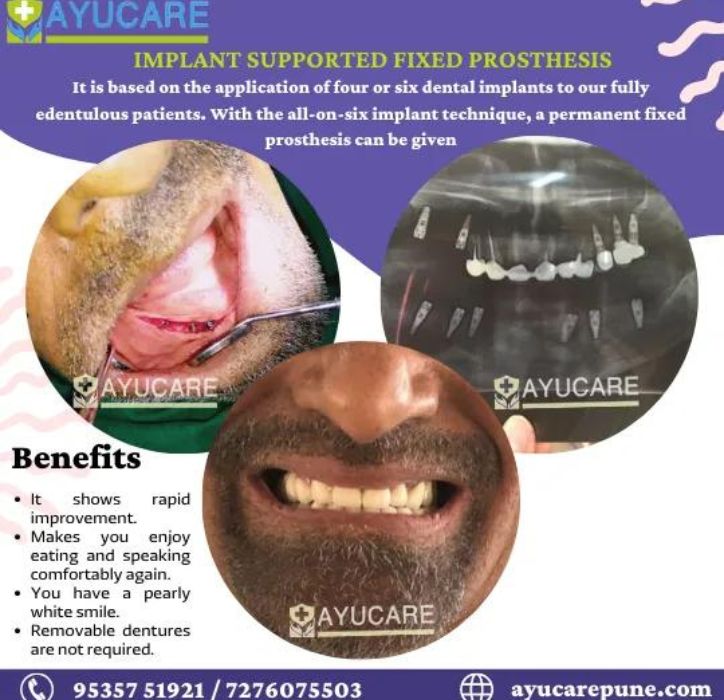 AYUCARE
IMPLANT SUPPORTED FIXED PROSTHESIS
It is based on the application of four or six dental implants to our fully
edentulous patients. With the all-on-six implant technique, a permanent fixed
prosthesis can be given
AYUCARE
AYUCARE
Benefits
• It shows rapid
improvement.
• Makes you enjoy
eating and speaking
comfortably again.
• You have a pearly
white smile.
• Removable dentures
are not required.
AYUCARE
95357 51921 / 7276075503
ayucarepune.com